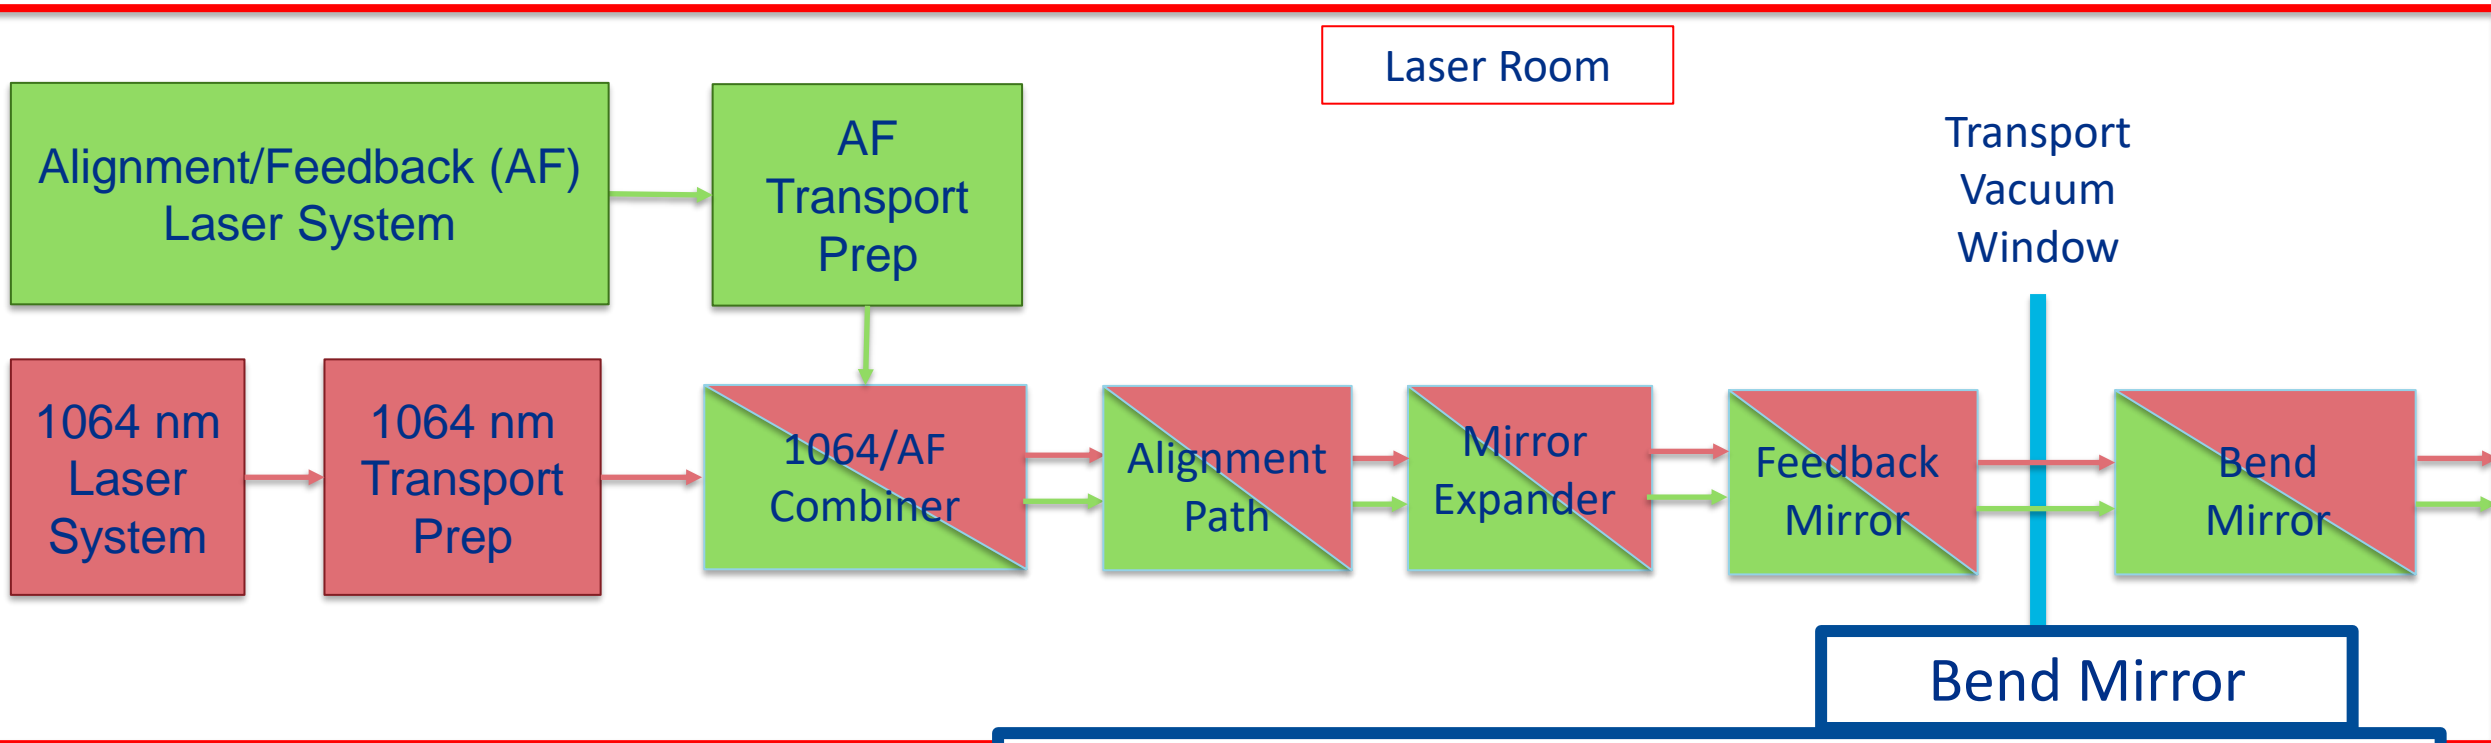 Laser Room
Alignment/Feedback (AF)
Laser System
AF
Transport
Prep
Transport
Vacuum
Window
1064 nm
Laser
System
1064 nm
Transport
Prep
1064/AF
Combiner
Alignment
Path
Mirror
Expander
Feedback
Mirror
Bend
Mirror
Bend Mirror